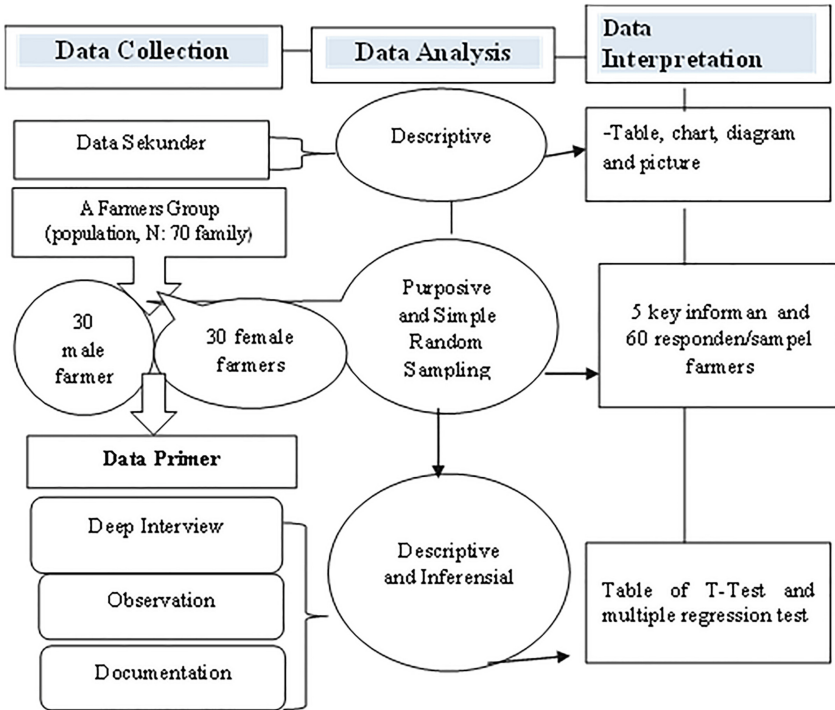 Data Collection
Data Analysis
Data
Interpretation
Data Sekunder
Descriptive
-Table, chart, diagram
and picture
A Farmers Group
(population, N: 70 family)
30
male
farmer
30 female
farmers
Purposive
and Simple
Random
Sampling
5 key informan and
60 responden/sampel
farmers
Data Primer
Deep Interview
Observation
Documentation
Descriptive
and Inferensial
Table of T-Test and
multiple regression test